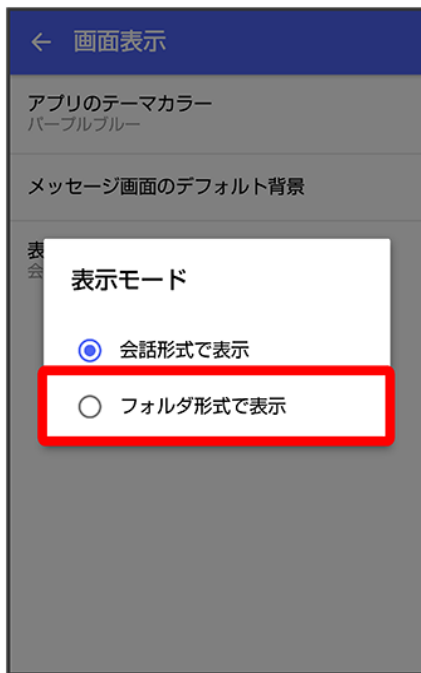 ← 画面表示
アプリのテーマカラー
パープルブルー
メッセージ画面のデフォルト背景
表
会
表示モード
会話形式で表示
フォルダ形式で表示